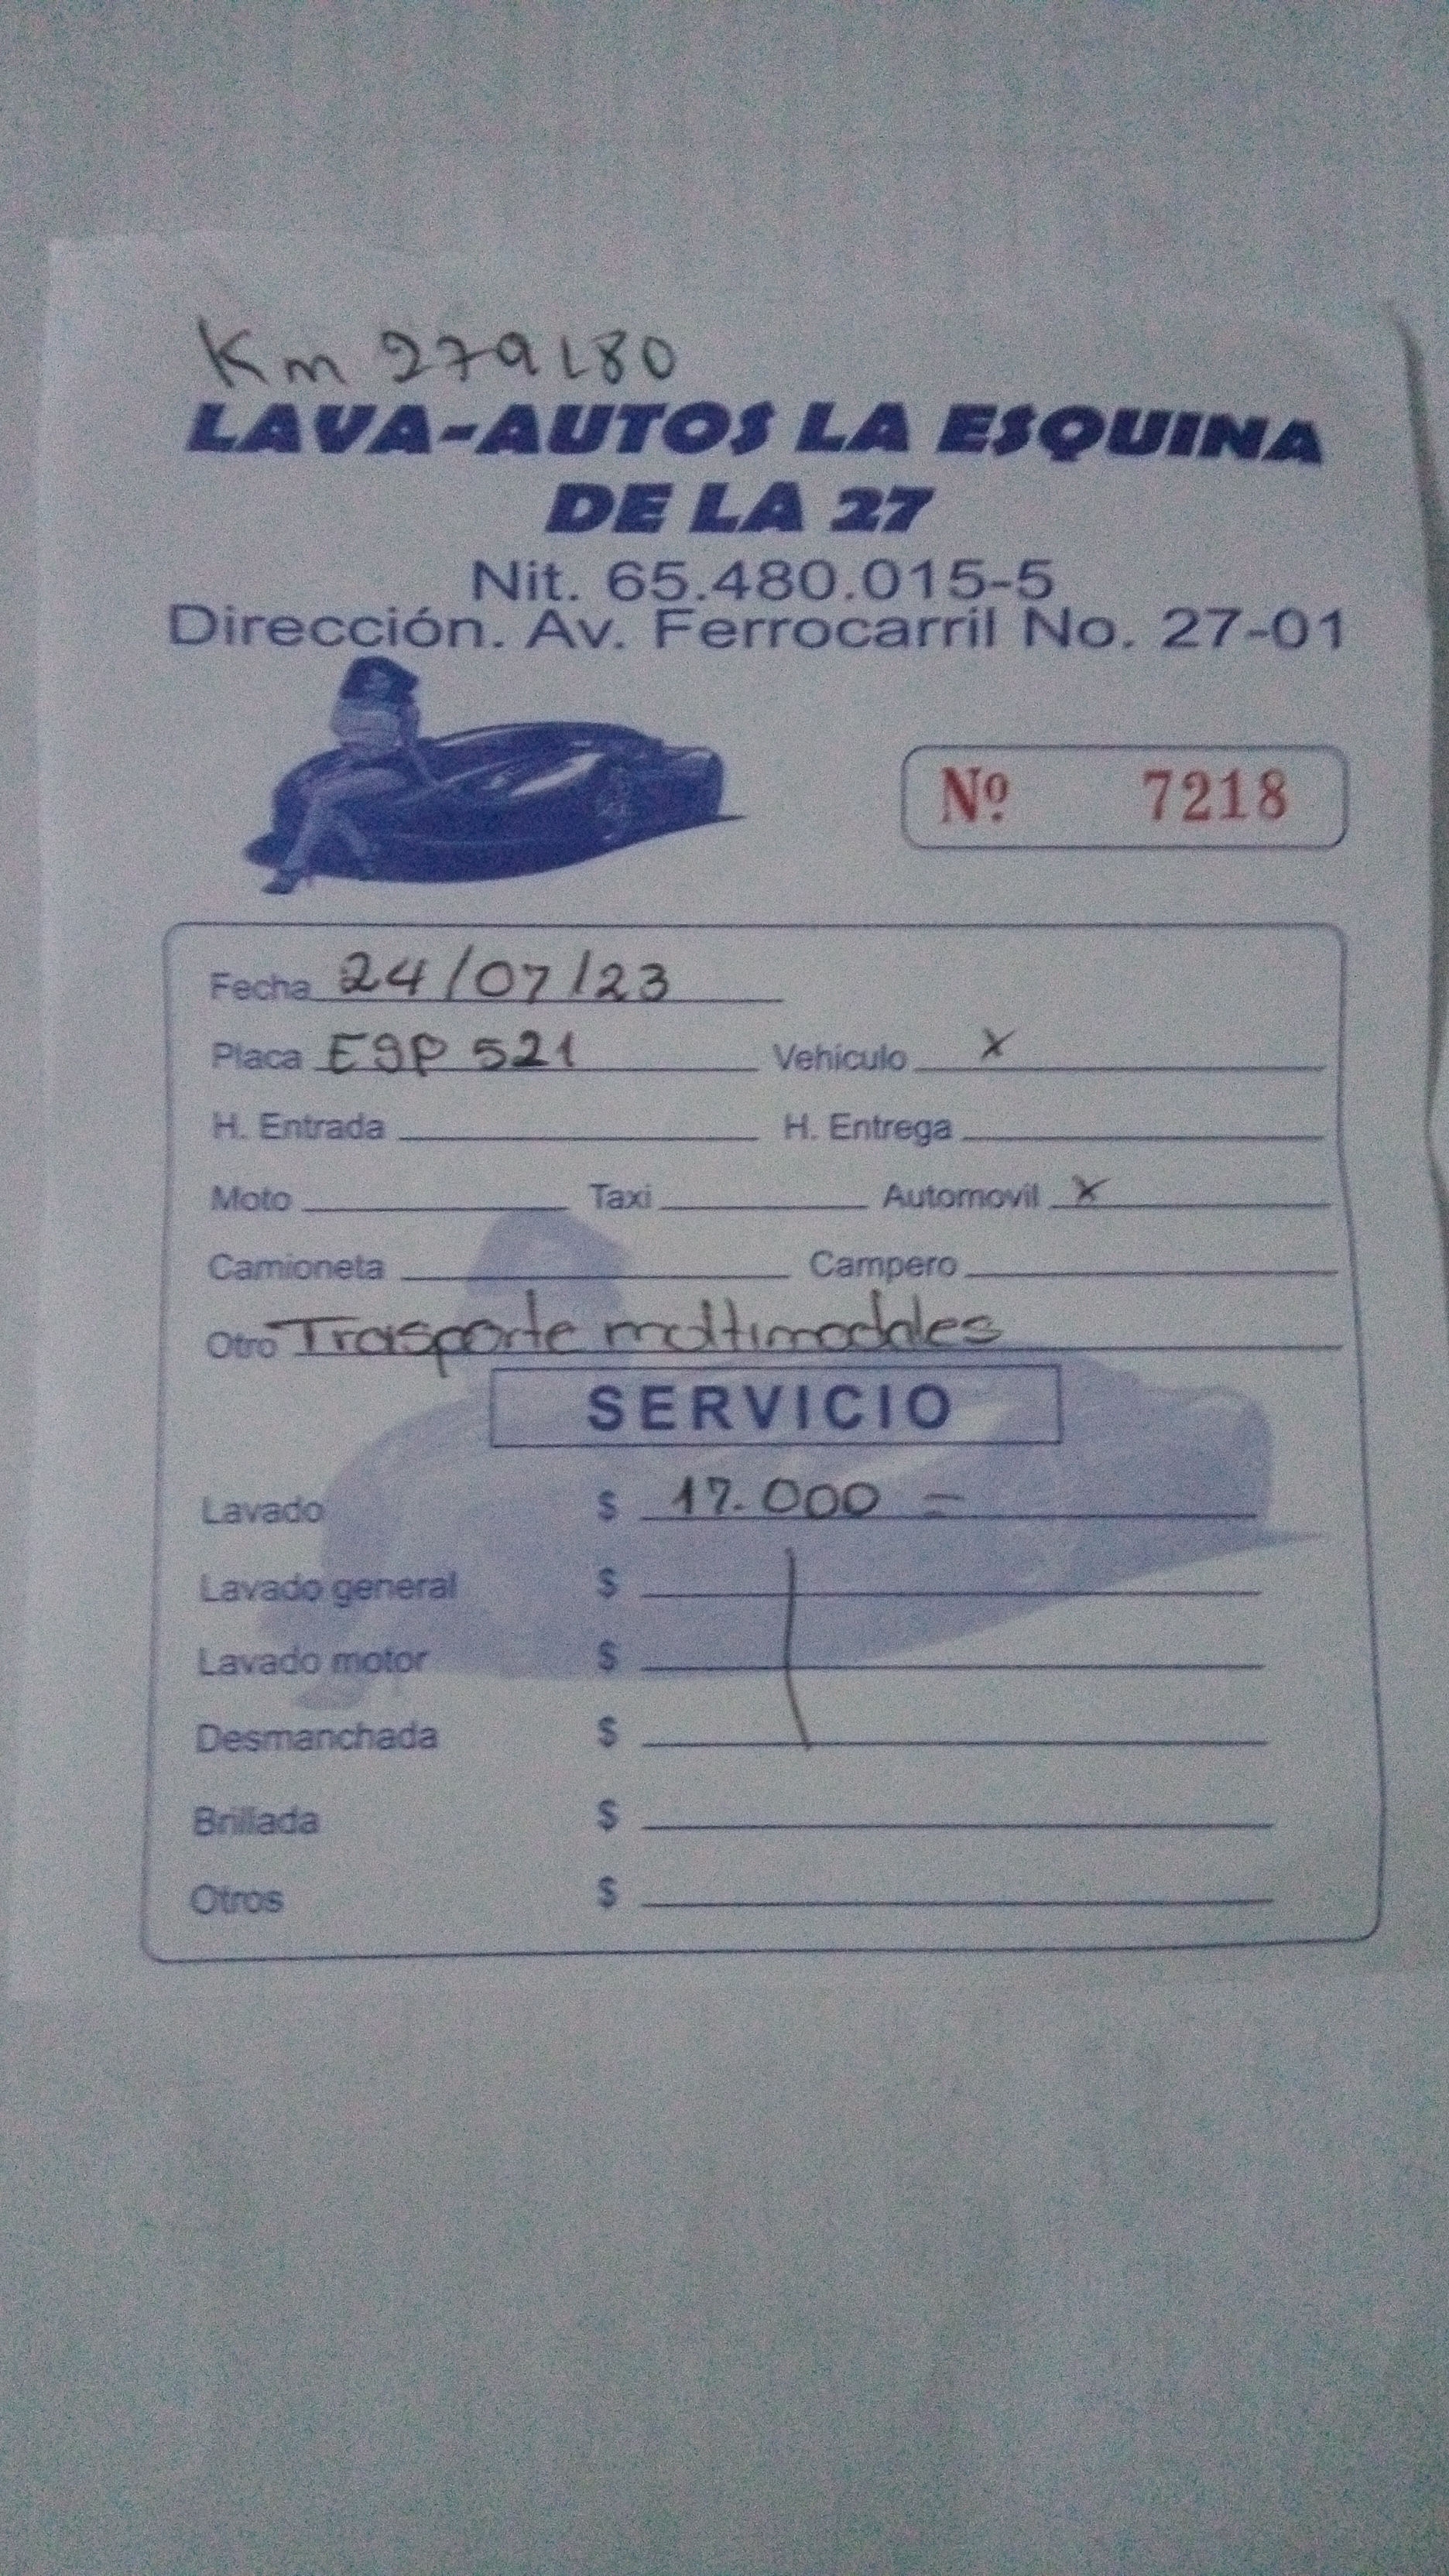 Km 279180
LAVA-AUTOS LA ESQUINA
DE LA 27
Nit. 65.480.015-5
Dirección. Av. Ferrocarril No. 27-01
Nº 7218
Fecha 24/07/23
Placa ESP 521 Vehículo x
H. Entrada H. Entrega
Moto Taxi Automovil x
Camioneta Campero
Otro Trasporte moltimodales
SERVICIO
Lavado $ 17.000 =
Lavado general $
Lavado motor $
Desmanchada $
Brillada $
Otros $